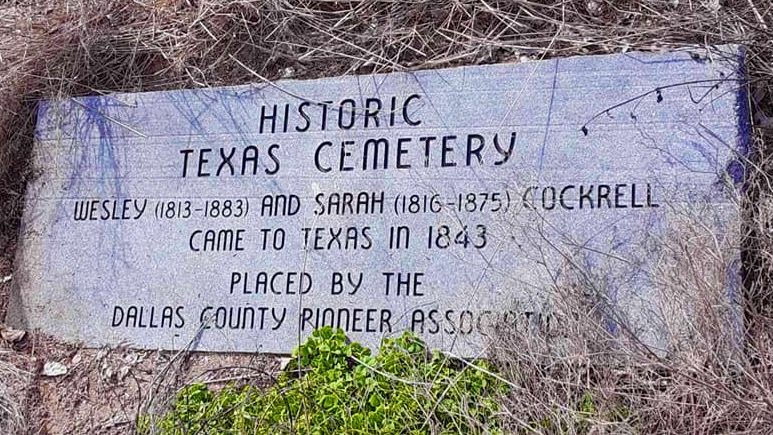 HISTORIC
TEXAS CEMETERY
WESLEY (1813-1883) AND SARAH (1816-1875) COCKRELL
CAME TO TEXAS IN 1843
PLACED BY THE
DALLAS COUNTY PIONEER ASSOCIATION